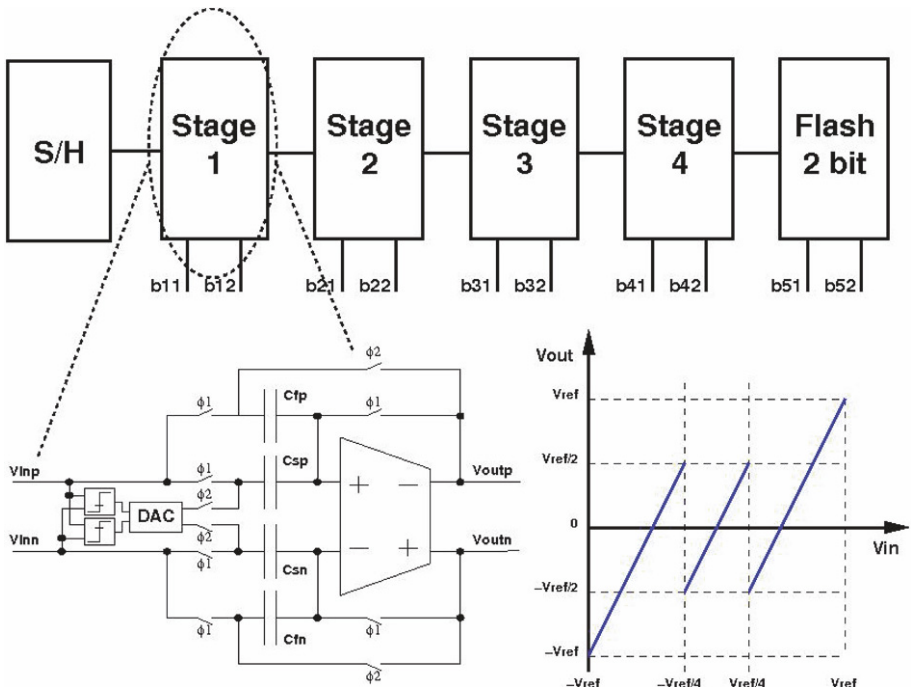 S/H
Stage 1
Stage 2
Stage 3
Stage 4
Flash 2 bit
b11 b12
b21 b22
b31 b32
b41 b42
b51 b52
ϕ2
ϕ1
Cfp
ϕ1
VInp
ϕ1
Csp
Voutp
ϕ2
DAC
VInn
ϕ2
ϕ1
Csn
Voutn
ϕ1
Cfn
ϕ1
ϕ2
Vout
Vref
Vref/2
0
Vin
−Vref/2
−Vref
−Vref −Vref/4 Vref/4 Vref